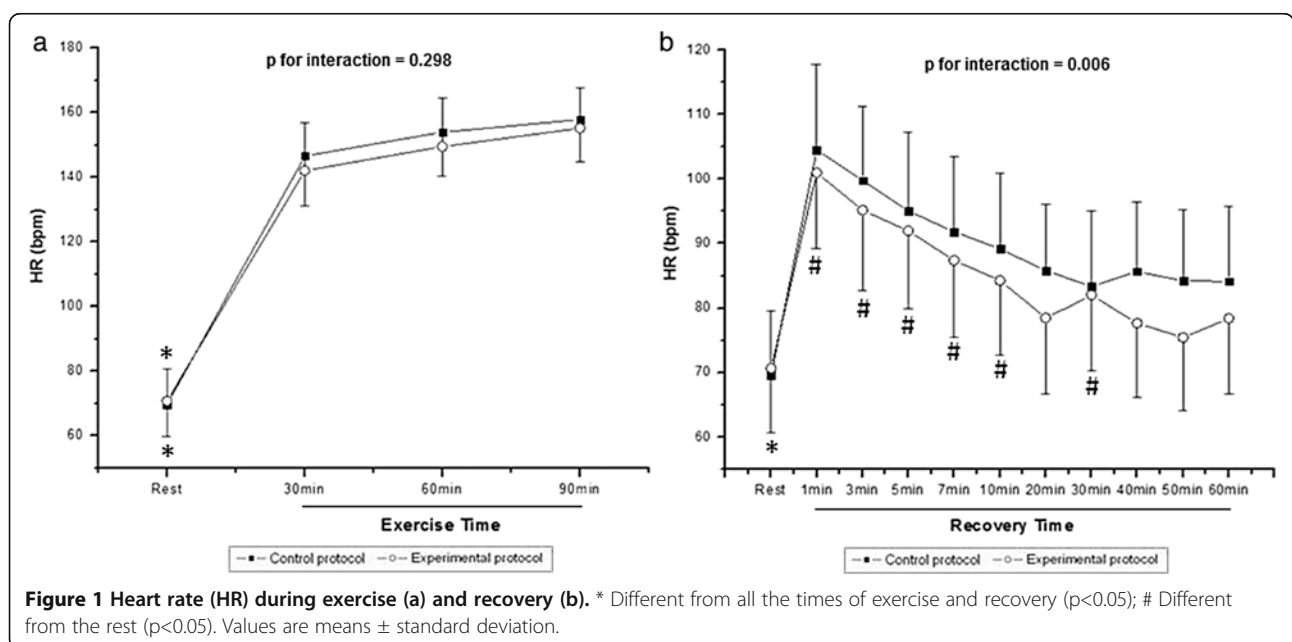 a
p for interaction = 0.298
HR (bpm)
180
160
140
120
100
80
60
*
*
Rest 30min 60min 90min
Exercise Time
Control protocol Experimental protocol
b
p for interaction = 0.006
HR (bpm)
120
110
100
90
80
70
60
*
# # # # # #
Rest 1min 3min 5min 7min 10min 20min 30min 40min 50min 60min
Recovery Time
Control protocol Experimental protocol
Figure 1 Heart rate (HR) during exercise (a) and recovery (b). * Different from all the times of exercise and recovery (p<0.05); # Different
from the rest (p<0.05). Values are means ± standard deviation.